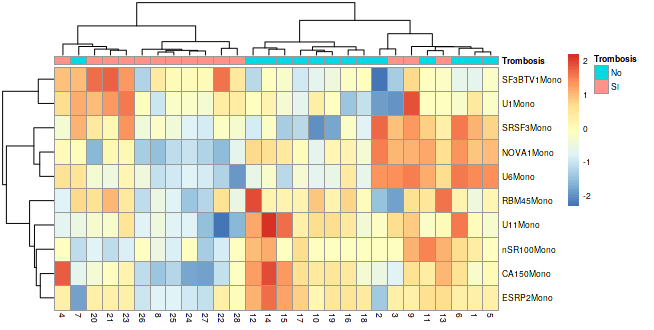 Trombosis
Trombosis
No
SI
2
1
0
-1
-2
SF3BTV1Mono
U1Mono
SRSF3Mono
NOVA1Mono
U6Mono
RBM45Mono
U11Mono
nSR100Mono
CA150Mono
ESRP2Mono
4 7 20 21 23 26 8 25 24 27 22 28 12 14 15 17 10 19 16 18 2 3 9 11 13 6 1 5